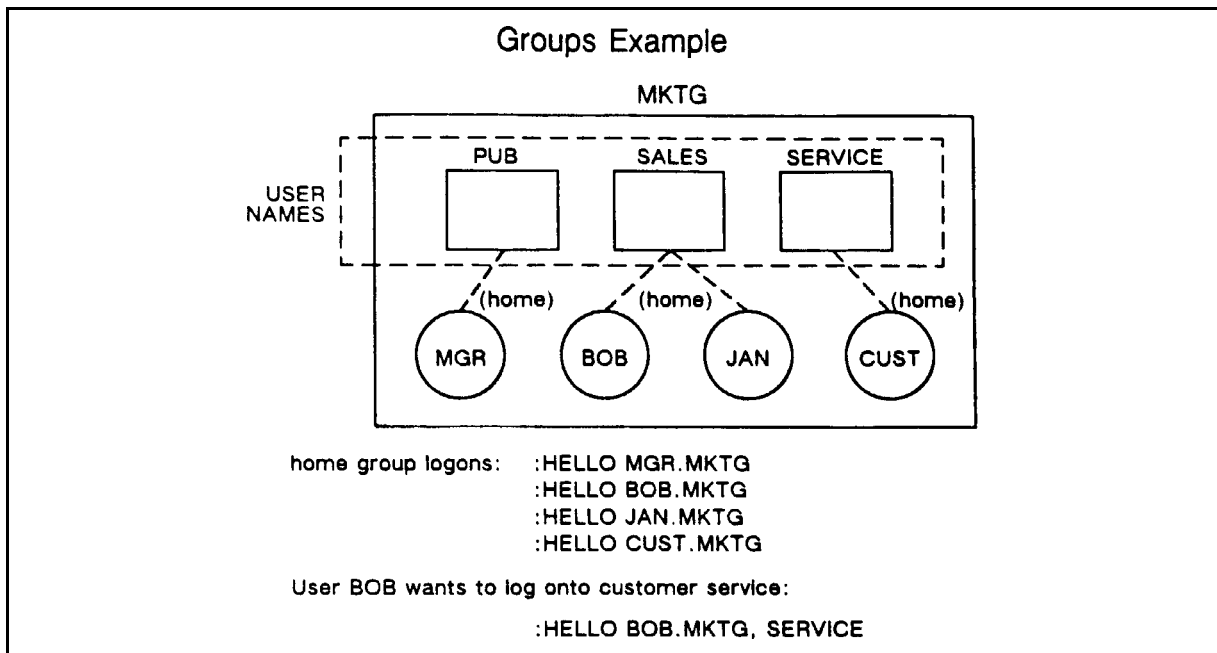 Groups Example
MKTG
PUB SALES SERVICE
USER
NAMES
(home) (home) (home)
MGR BOB JAN CUST
home group logons: :HELLO MGR.MKTG
:HELLO BOB.MKTG
:HELLO JAN.MKTG
:HELLO CUST.MKTG
User BOB wants to log onto customer service:
:HELLO BOB.MKTG, SERVICE